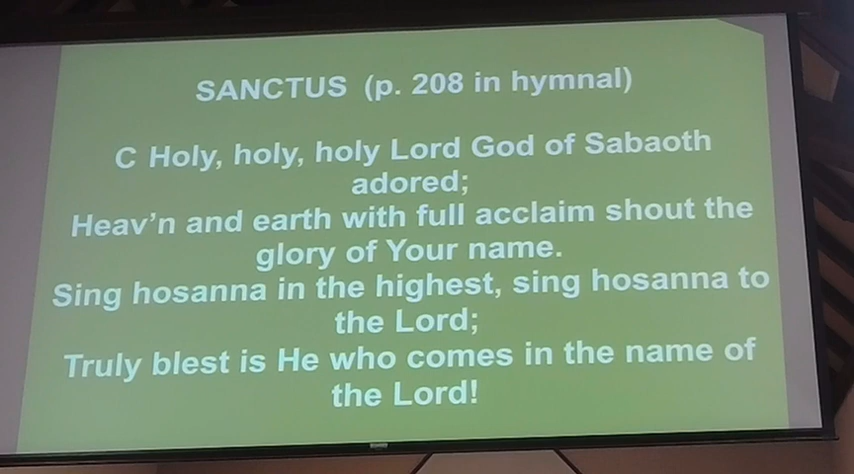 SANCTUS (p. 208 in hymnal)
C Holy, holy, holy Lord God of Sabaoth
adored;
Heav'n and earth with full acclaim shout the
glory of Your name.
Sing hosanna in the highest, sing hosanna to
the Lord;
Truly blest is He who comes in the name of
the Lord!